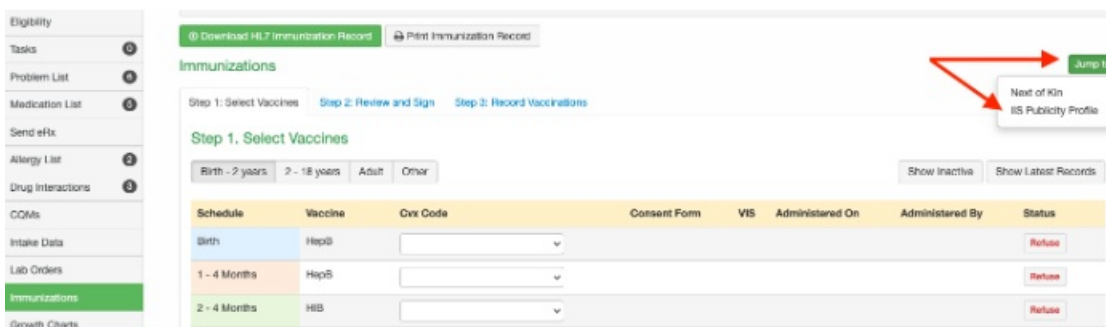 Eligibility
Tasks
Problem List
Medication List
Send eRx
Allergy List
Drug Interactions
CQMs
Intake Data
Lab Orders
Immunizations
Growth Charts
Download HL7 Immunization Record Print Immunization Record
Immunizations
Jump t
Next of Kin
IIS Publicity Profile
Step 1: Select Vaccines Step 2: Review and Sign Step 3: Record Vaccinations
Step 1. Select Vaccines
Birth - 2 years 2 - 18 years Adult Other Show Inactive Show Latest Records
Schedule Vaccine Cvx Code Consent Form VIS Administered On Administered By Status
Birth HepB Refuse
1 - 4 Months HepB Refuse
2 - 4 Months HIB Refuse